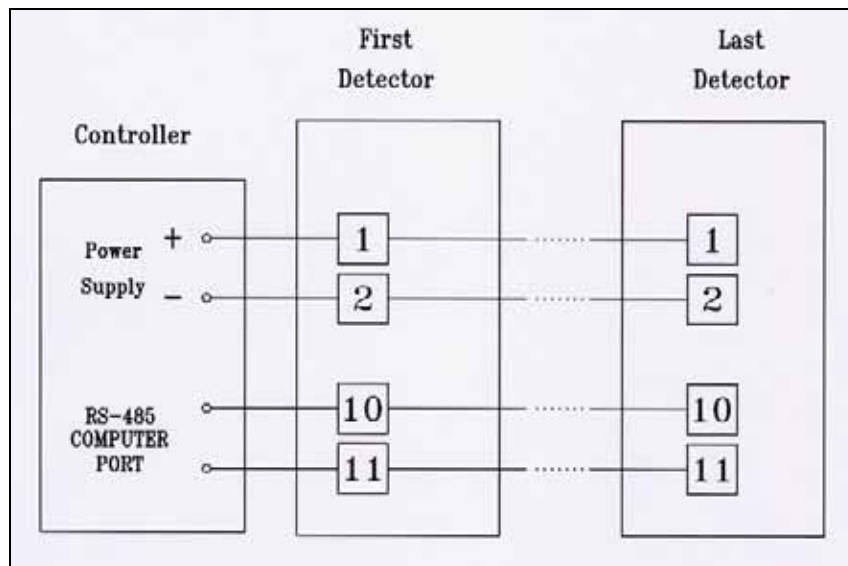 First
Detector
Last
Detector
Controller
Power
Supply
+
-
RS-485
COMPUTER
PORT
1
2
10
11
1
2
10
11